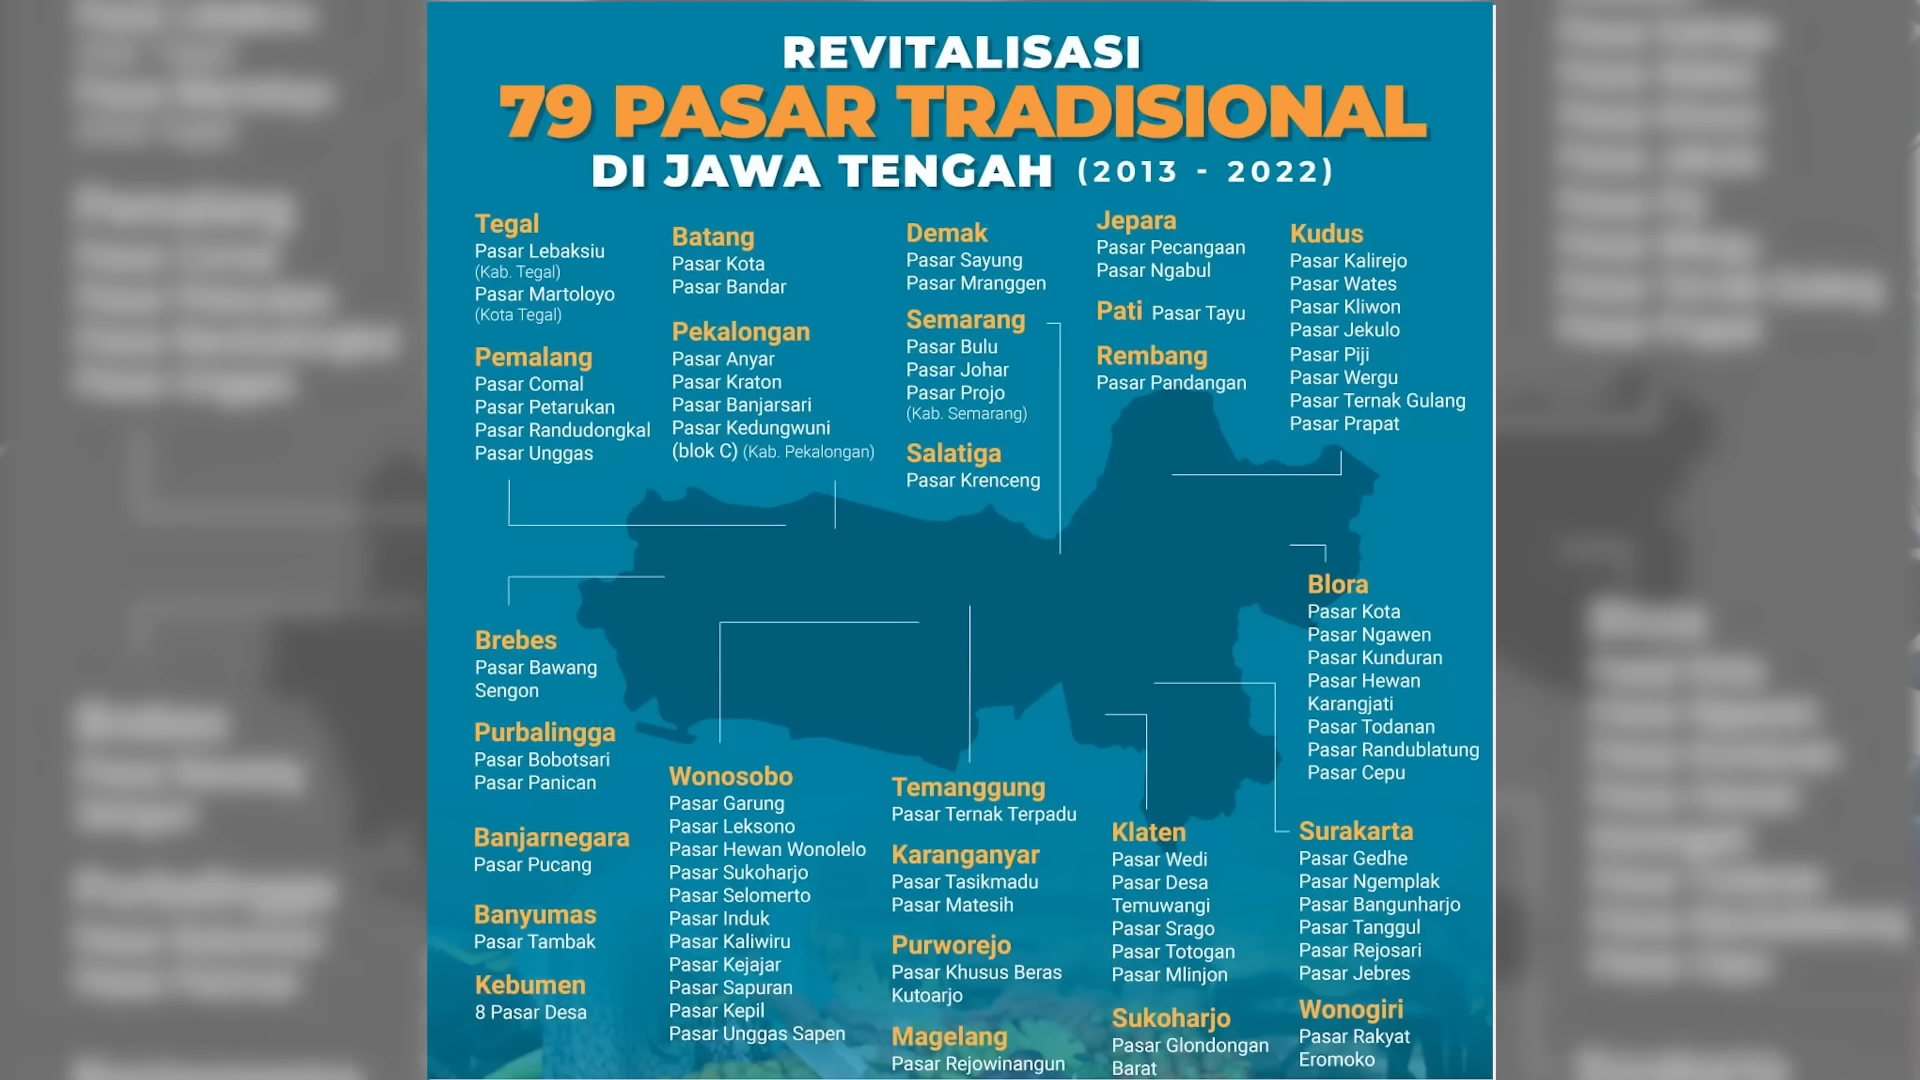 REVITALISASI
79 PASAR TRADISIONAL
DI JAWA TENGAH (2013 - 2022)
Tegal
Pasar Lebaksiu
(Kab. Tegal)
Pasar Martoloyo
(Kota Tegal)
Pemalang
Pasar Comal
Pasar Petarukan
Pasar Randudongkal
Pasar Unggas
Batang
Pasar Kota
Pasar Bandar
Pekalongan
Pasar Anyar
Pasar Kraton
Pasar Banjarsari
Pasar Kedungwuni
(blok C) (Kab. Pekalongan)
Demak
Pasar Sayung
Pasar Mranggen
Semarang
Pasar Bulu
Pasar Johar
Pasar Projo
(Kab. Semarang)
Salatiga
Pasar Krenceng
Jepara
Pasar Pecangaan
Pasar Ngabul
Pati Pasar Tayu
Rembang
Pasar Pandangan
Kudus
Pasar Kalirejo
Pasar Wates
Pasar Kliwon
Pasar Jekulo
Pasar Piji
Pasar Wergu
Pasar Ternak Gulang
Pasar Prapat
Brebes
Pasar Bawang
Sengon
Purbalingga
Pasar Bobotsari
Pasar Panican
Banjarnegara
Pasar Pucang
Banyumas
Pasar Tambak
Kebumen
8 Pasar Desa
Wonosobo
Pasar Garung
Pasar Leksono
Pasar Hewan Wonolelo
Pasar Sukoharjo
Pasar Selomerto
Pasar Induk
Pasar Kaliwiru
Pasar Kejajar
Pasar Sapuran
Pasar Kepil
Pasar Unggas Sapen
Temanggung
Pasar Ternak Terpadu
Karanganyar
Pasar Tasikmadu
Pasar Matesih
Purworejo
Pasar Khusus Beras
Kutoarjo
Magelang
Pasar Rejowinangun
Klaten
Pasar Wedi
Pasar Desa
Temuwangi
Pasar Srago
Pasar Totogan
Pasar Mlinjon
Sukoharjo
Pasar Glondongan
Barat
Blora
Pasar Kota
Pasar Ngawen
Pasar Kunduran
Pasar Hewan
Karangjati
Pasar Todanan
Pasar Randublatung
Pasar Cepu
Surakarta
Pasar Gedhe
Pasar Ngemplak
Pasar Bangunharjo
Pasar Tanggul
Pasar Rejosari
Pasar Jebres
Wonogiri
Pasar Rakyat
Eromoko